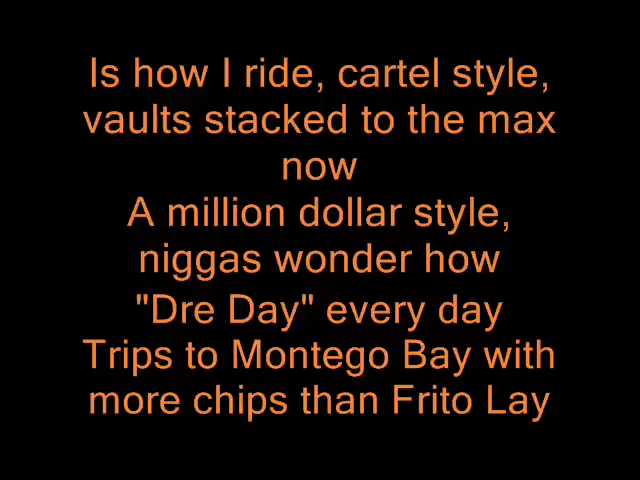 Is how I ride, cartel style,
vaults stacked to the max
now
A million dollar style,
niggas wonder how
"Dre Day" every day
Trips to Montego Bay with
more chips than Frito Lay